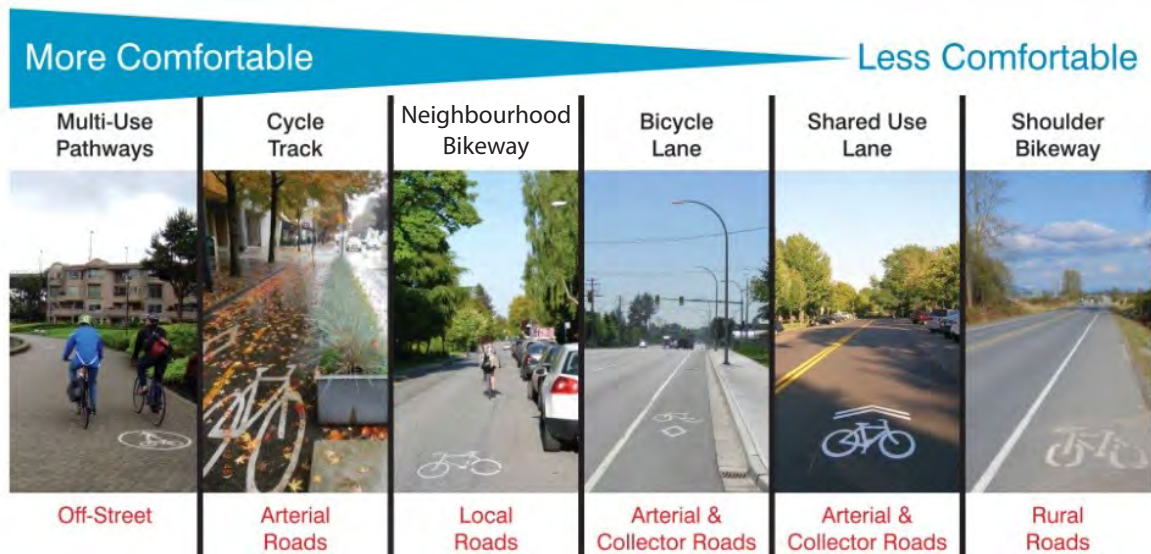 More Comfortable
Less Comfortable
Multi-Use
Pathways
Cycle
Track
Neighbourhood
Bikeway
Bicycle
Lane
Shared Use
Lane
Shoulder
Bikeway
Off-Street
Arterial
Roads
Local
Roads
Arterial &
Collector Roads
Arterial &
Collector Roads
Rural
Roads